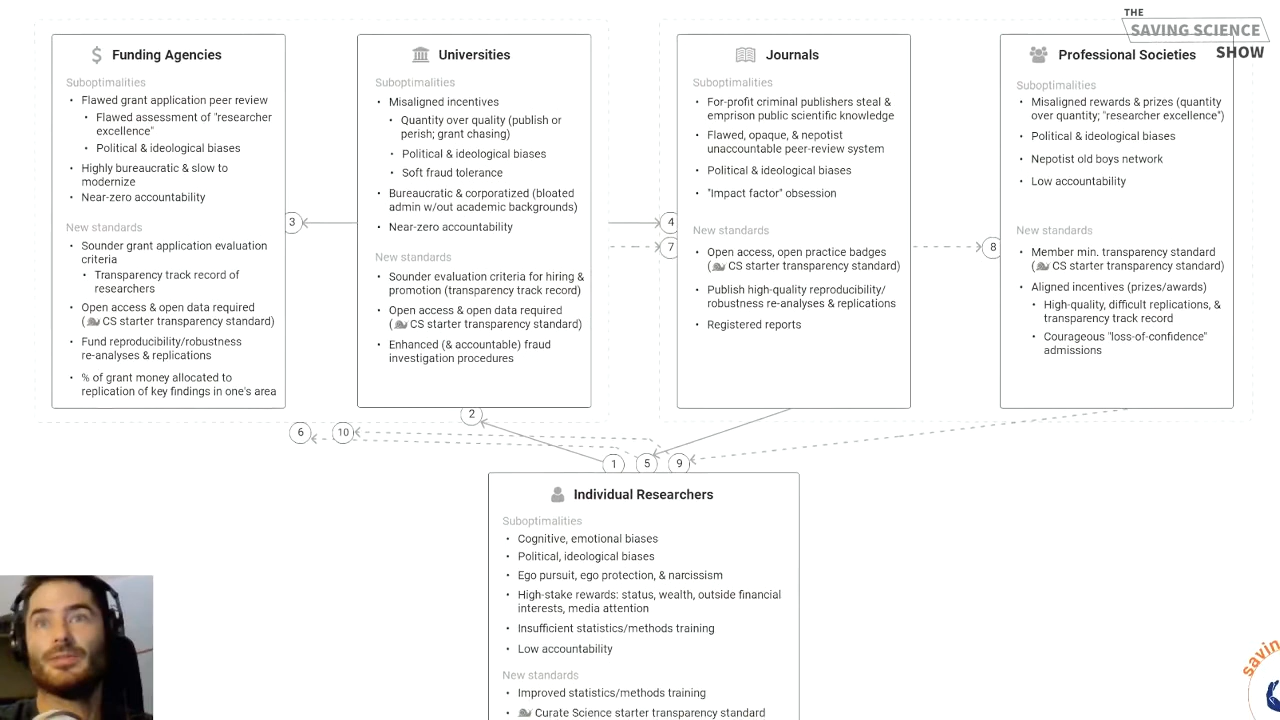 THE
SAVING SCIENCE
SHOW
Funding Agencies
Suboptimalities
• Flawed grant application peer review
• Flawed assessment of "researcher
excellence"
• Political & ideological biases
• Highly bureaucratic & slow to
modernize
• Near-zero accountability
New standards
• Sounder grant application evaluation
criteria
• Transparency track record of
researchers
• Open access & open data required
(CS starter transparency standard)
• Fund reproducibility/robustness
re-analyses & replications
• % of grant money allocated to
replication of key findings in one's area
3
Universities
Suboptimalities
• Misaligned incentives
• Quantity over quality (publish or
perish; grant chasing)
• Political & ideological biases
• Soft fraud tolerance
• Bureaucratic & corporatized (bloated
admin w/out academic backgrounds)
• Near-zero accountability
New standards
• Sounder evaluation criteria for hiring &
promotion (transparency track record)
• Open access & open data required
(CS starter transparency standard)
• Enhanced (& accountable) fraud
investigation procedures
4
7
Journals
Suboptimalities
• For-profit criminal publishers steal &
emprison public scientific knowledge
• Flawed, opaque, & nepotist
unaccountable peer-review system
• Political & ideological biases
• "Impact factor" obsession
New standards
• Open access, open practice badges
(CS starter transparency standard)
• Publish high-quality reproducibility/
robustness re-analyses & replications
• Registered reports
8
Professional Societies
Suboptimalities
• Misaligned rewards & prizes (quantity
over quantity; "researcher excellence")
• Political & ideological biases
• Nepotist old boys network
• Low accountability
New standards
• Member min. transparency standard
(CS starter transparency standard)
• Aligned incentives (prizes/awards)
• High-quality, difficult replications, &
transparency track record
• Courageous "loss-of-confidence"
admissions
2
6
10
1
5
9
Individual Researchers
Suboptimalities
• Cognitive, emotional biases
• Political, ideological biases
• Ego pursuit, ego protection, & narcissism
• High-stake rewards: status, wealth, outside financial
interests, media attention
• Insufficient statistics/methods training
• Low accountability
New standards
• Improved statistics/methods training
• Curate Science starter transparency standard
savin